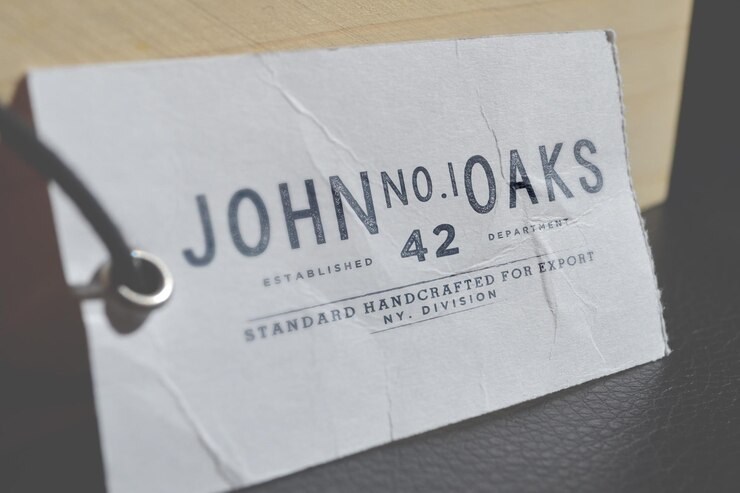 JOHN NO.1 OAKS
ESTABLISHED 42 DEPARTMENT
STANDARD HANDCRAFTED FOR EXPORT
NY. DIVISION